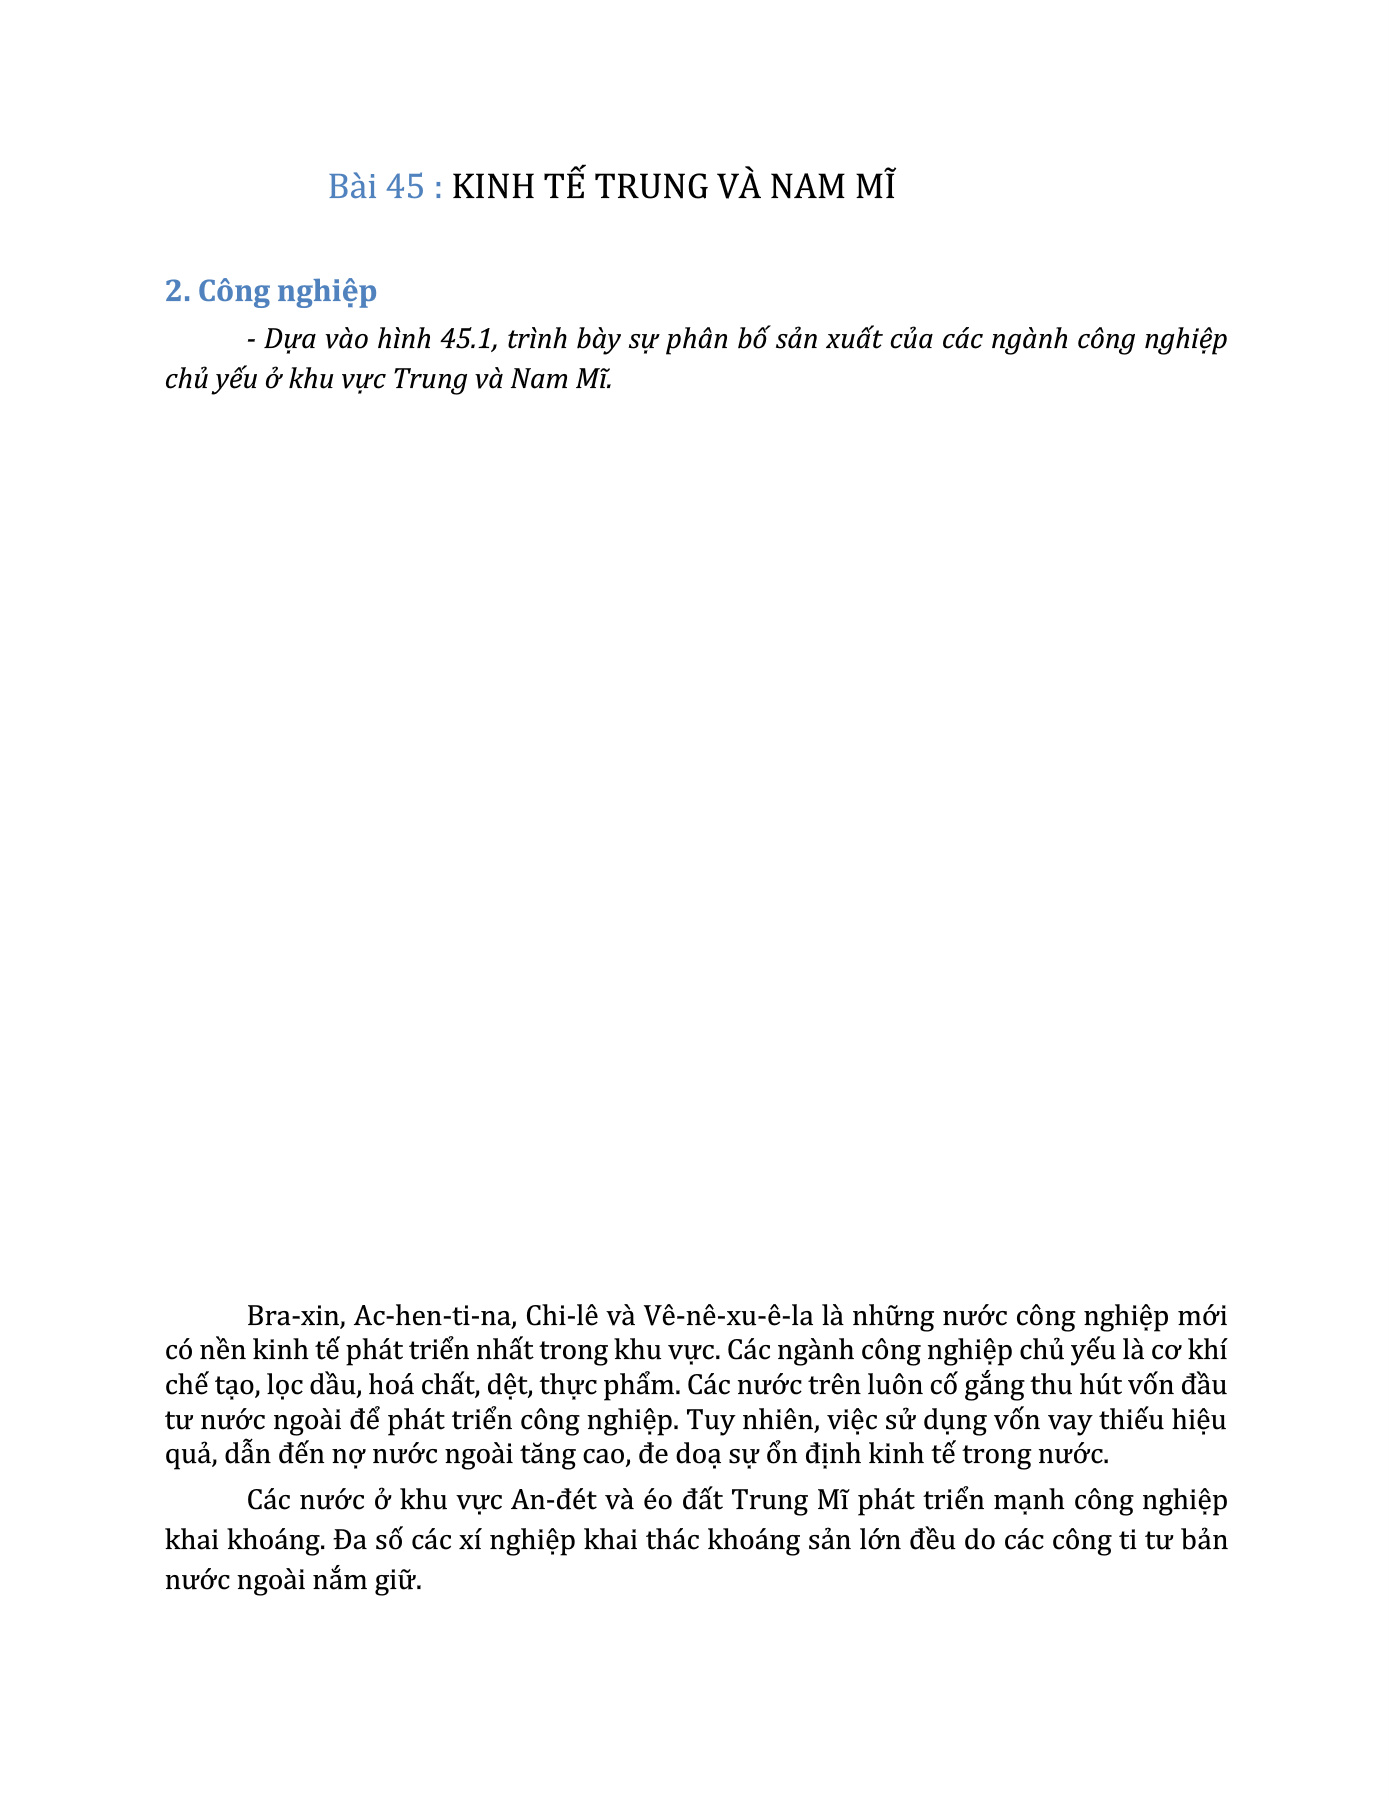 Bài 45 : KINH TẾ TRUNG VÀ NAM MĨ
2. Công nghiệp
- Dựa vào hình 45.1, trình bày sự phân bố sản xuất của các ngành công nghiệp
chủ yếu ở khu vực Trung và Nam Mĩ.
Bra-xin, Ac-hen-ti-na, Chi-lê và Vê-nê-xu-ê-la là những nước công nghiệp mới
có nền kinh tế phát triển nhất trong khu vực. Các ngành công nghiệp chủ yếu là cơ khí
chế tạo, lọc dầu, hoá chất, dệt, thực phẩm. Các nước trên luôn cố gắng thu hút vốn đầu
tư nước ngoài để phát triển công nghiệp. Tuy nhiên, việc sử dụng vốn vay thiếu hiệu
quả, dẫn đến nợ nước ngoài tăng cao, đe doạ sự ổn định kinh tế trong nước.
Các nước ở khu vực An-đét và éo đất Trung Mĩ phát triển mạnh công nghiệp
khai khoáng. Đa số các xí nghiệp khai thác khoáng sản lớn đều do các công ti tư bản
nước ngoài nắm giữ.